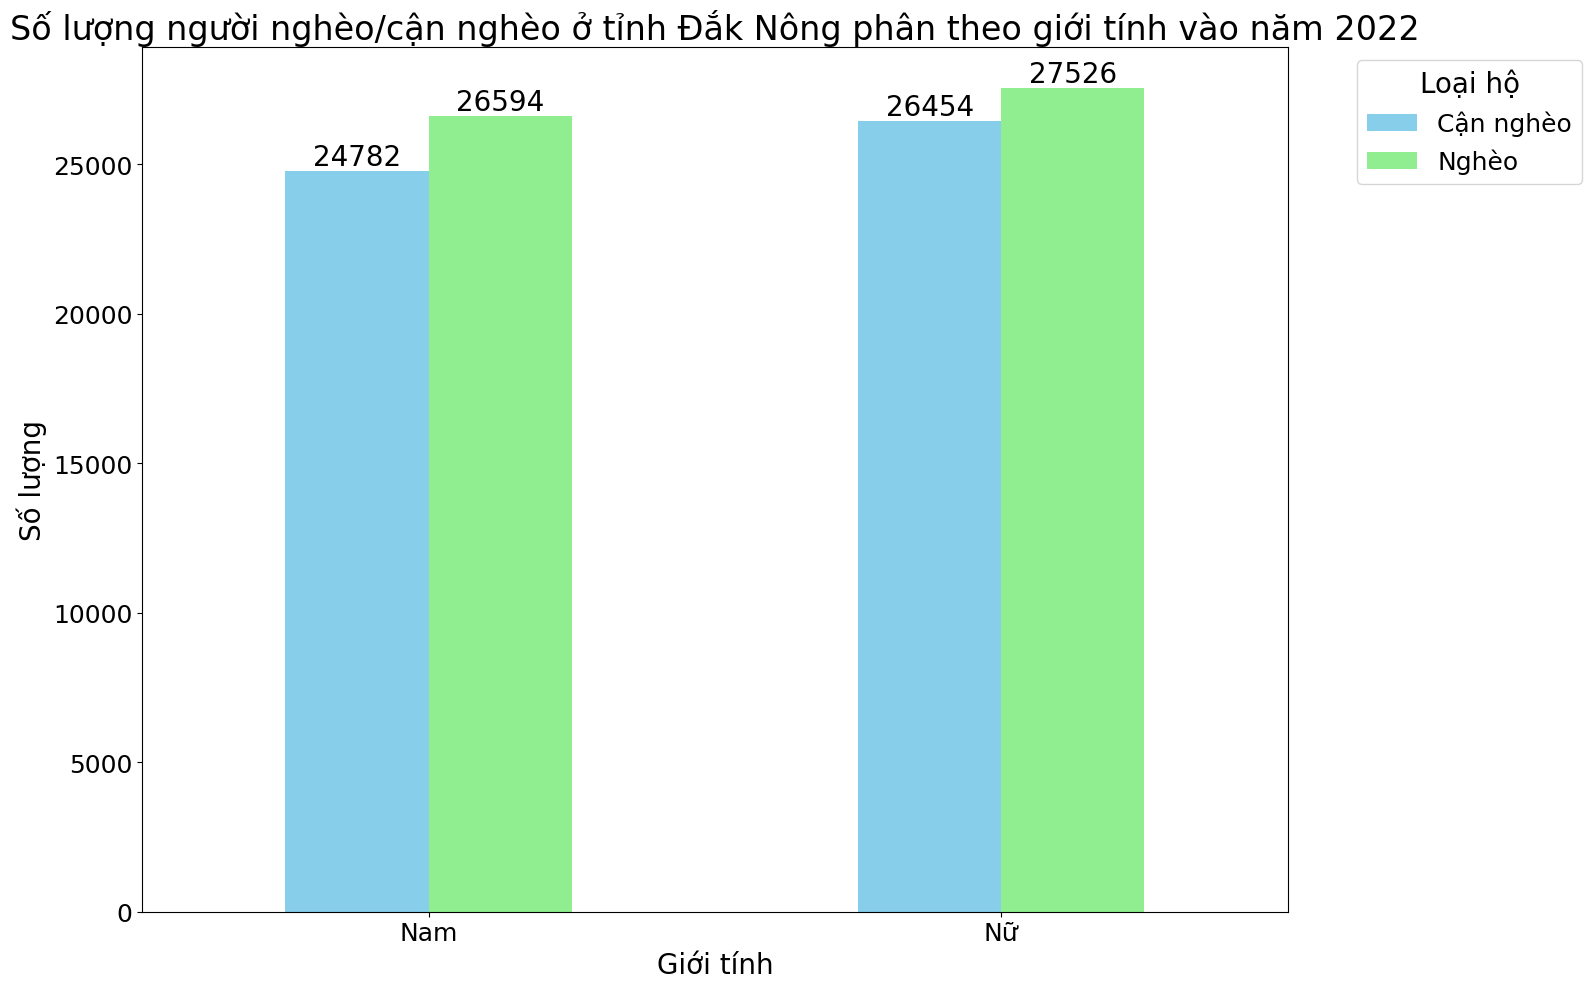 Số lượng người nghèo/cận nghèo ở tỉnh Đắk Nông phân theo giới tính vào năm 2022
Loại hộ
Cận nghèo
Nghèo
Số lượng
25000
20000
15000
10000
5000
0
24782
26594
26454
27526
Nam
Nữ
Giới tính